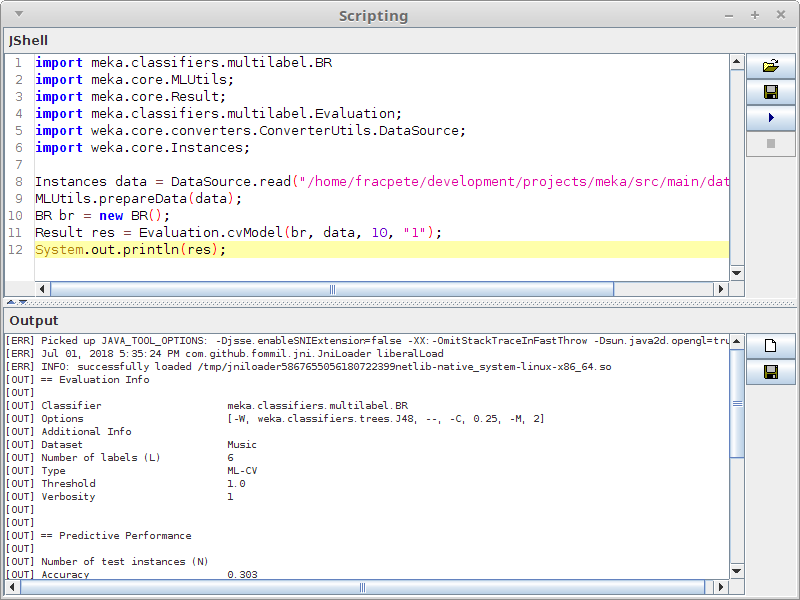 Scripting
JShell
1 import meka.classifiers.multilabel.BR
2 import meka.core.MLUtils;
3 import meka.core.Result;
4 import meka.classifiers.multilabel.Evaluation;
5 import weka.core.converters.ConverterUtils.DataSource;
6 import weka.core.Instances;
7
8 Instances data = DataSource.read("/home/fracpete/development/projects/meka/src/main/dat
9 MLUtils.prepareData(data);
10 BR br = new BR();
11 Result res = Evaluation.cvModel(br, data, 10, "1");
12 System.out.println(res);
Output
[ERR] Picked up JAVA_TOOL_OPTIONS: -Djsse.enableSNIExtension=false -XX:-OmitStackTraceInFastThrow -Dsun.java2d.opengl=tru
[ERR] Jul 01, 2018 5:35:24 PM com.github.fommil.jni.JniLoader liberalLoad
[ERR] INFO: successfully loaded /tmp/jniloader5867655056180722399netlib-native_system-linux-x86_64.so
[OUT] == Evaluation Info
[OUT]
[OUT] Classifier meka.classifiers.multilabel.BR
[OUT] Options [-W, weka.classifiers.trees.J48, --, -C, 0.25, -M, 2]
[OUT] Additional Info
[OUT] Dataset Music
[OUT] Number of labels (L) 6
[OUT] Type ML-CV
[OUT] Threshold 1.0
[OUT] Verbosity 1
[OUT]
[OUT]
[OUT] == Predictive Performance
[OUT]
[OUT] Number of test instances (N)
[OUT] Accuracy 0.303